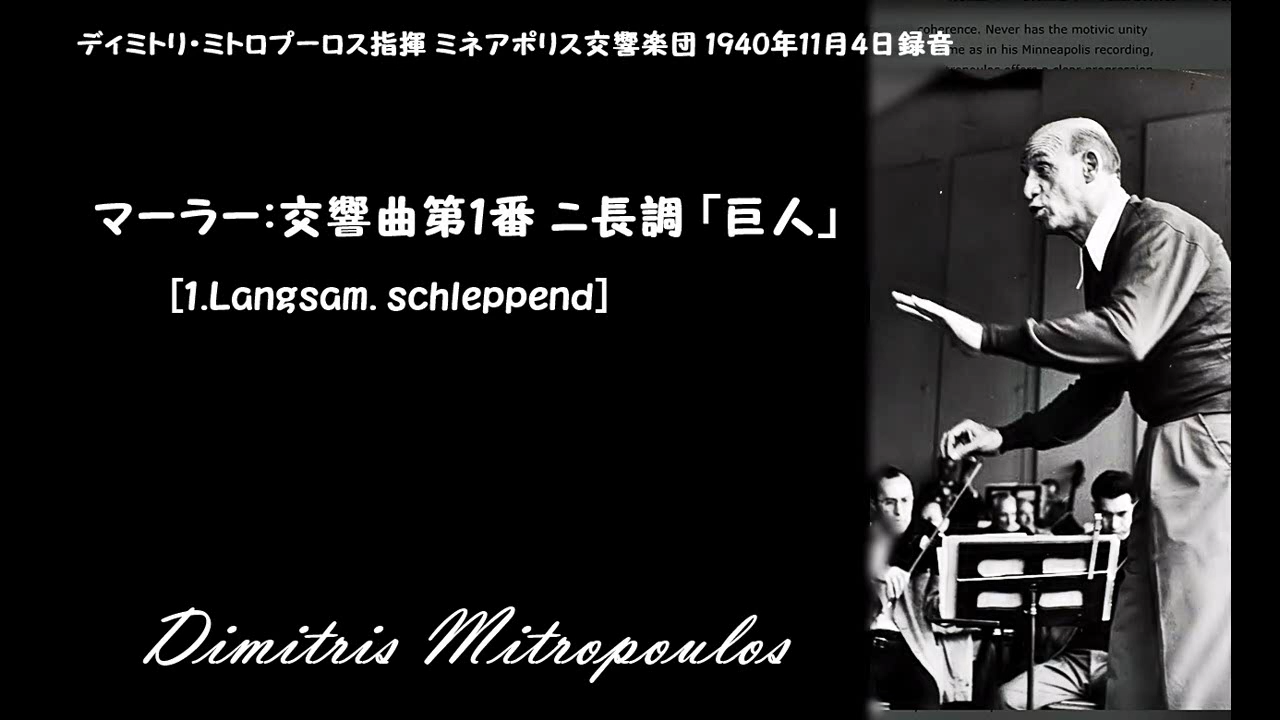 ディミトリ・ミトロプーロス指揮 ミネアポリス交響楽団 1940年11月4日録音
coherence. Never has the motivic unity
me as in his Minneapolis recording,
マーラー：交響曲第1番 ニ長調「巨人」
[1.Langsam. schleppend]
Dimitris Mitropoulos